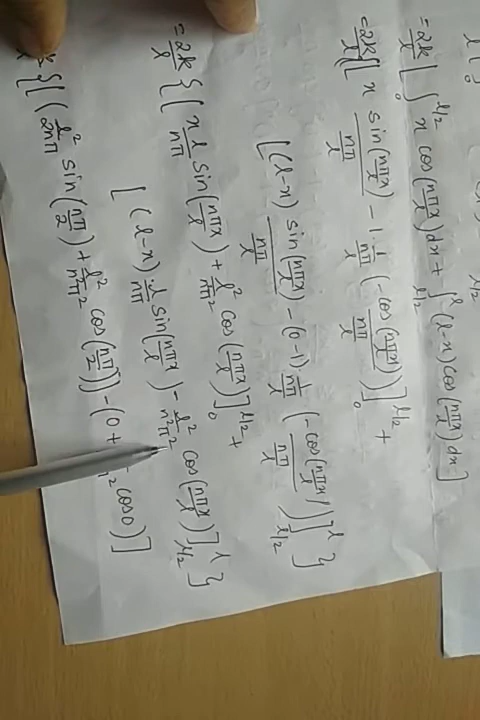 = 2k/l [ ∫₀^{l/2} x cos(nπx/l) dx + ∫_{l/2}^{l} (l-x) cos(nπx/l) dx ]
= 2k/l { [ x sin(nπx/l) / (nπ/l) - 1 · l/nπ ( -cos(nπx/l) / (nπ/l) ) ]₀^{l/2} +
[ (l-x) sin(nπx/l) / (nπ/l) - (0-1) l/nπ ( -cos(nπx/l) / (nπ/l) ) ]_{l/2}^{l} }
= 2k/l { [ x l/nπ sin(nπx/l) + l²/n²π² cos(nπx/l) ]₀^{l/2} +
[ (l-x) · l/nπ sin(nπx/l) - l²/n²π² cos(nπx/l) ]_{l/2}^{l} }
{ [ ( l²/2nπ sin(nπ/2) + l²/n²π² cos(nπ/2) ) - (0 + cos0) ]